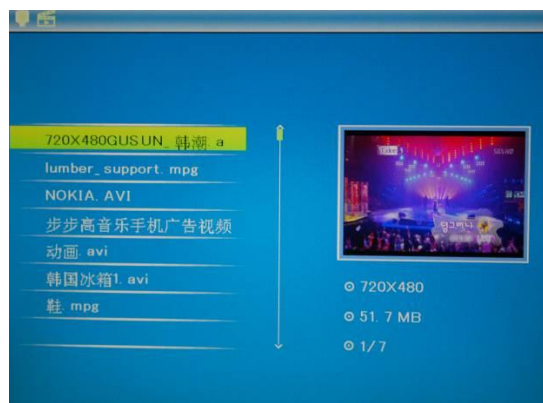 720X480GUSUN_韩潮. a
lumber_support. mpg
NOKIA. AVI
步步高音乐手机广告视频
动画. avi
韩国冰箱1. avi
鞋. mpg
Live
720X480
51. 7 MB
1/7